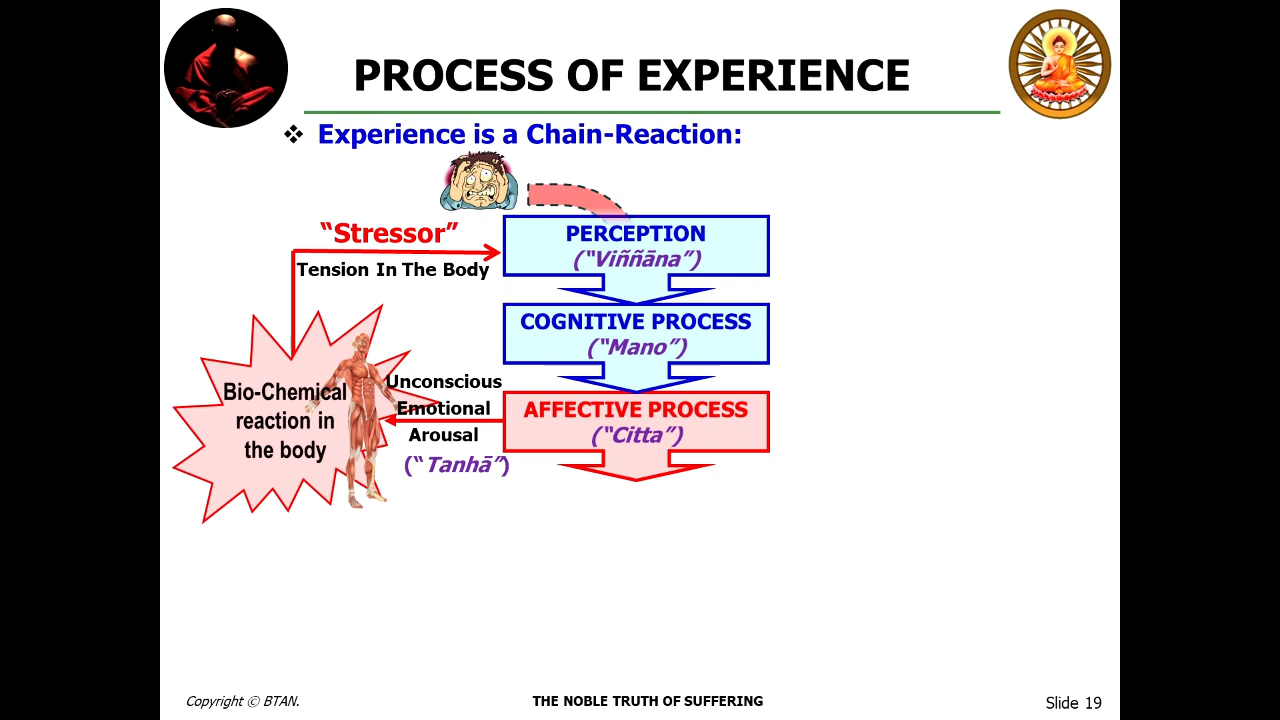 PROCESS OF EXPERIENCE
❖ Experience is a Chain-Reaction:
“Stressor”
Tension In The Body
PERCEPTION
(“Viññāna”)
COGNITIVE PROCESS
(“Mano”)
AFFECTIVE PROCESS
(“Citta”)
Unconscious
Emotional
Arousal
(“Tanhā”)
Bio-Chemical
reaction in
the body
Copyright © BTAN.
THE NOBLE TRUTH OF SUFFERING
Slide 19